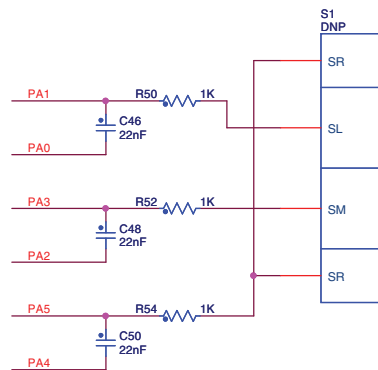 S1
DNP
SR
PA1
R50
1K
C46
22nF
SL
PA0
PA3
R52
1K
SM
C48
22nF
PA2
SR
PA5
R54
1K
C50
22nF
PA4